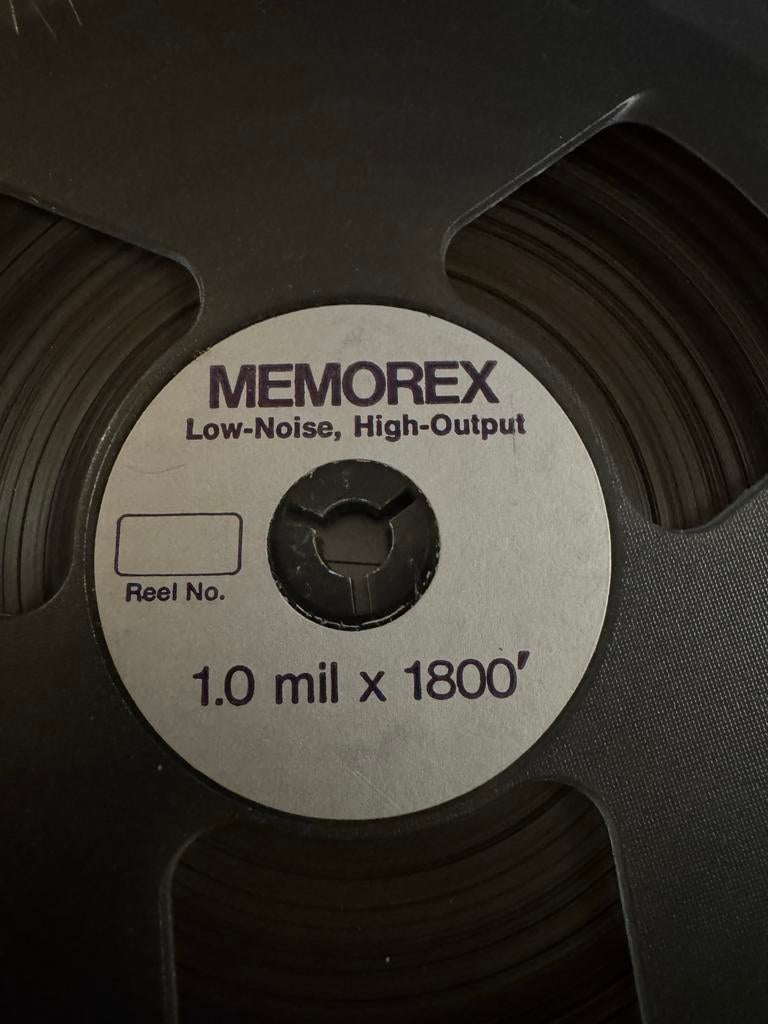 MEMOREX
Low-Noise, High-Output
Reel No.
1.0 mil x 1800'